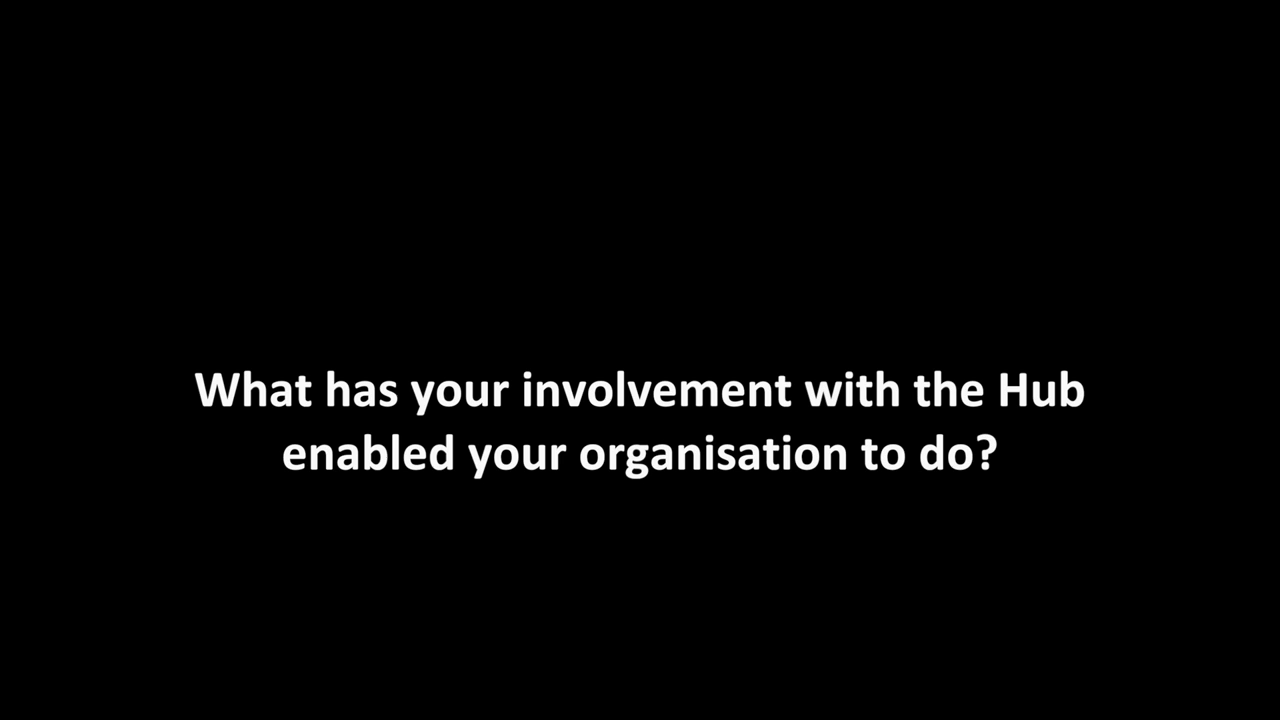 What has your involvement with the Hub
enabled your organisation to do?